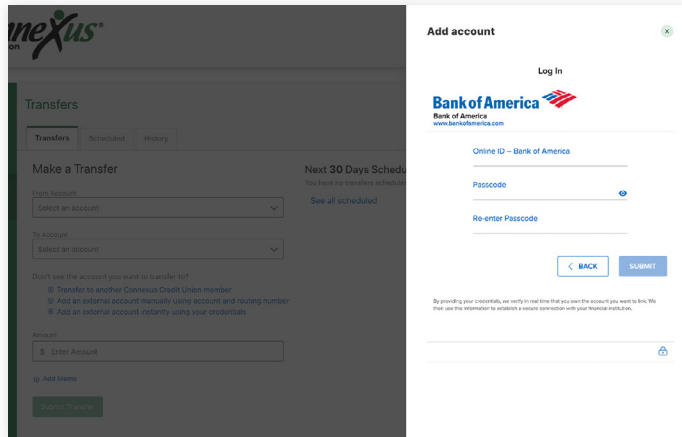 nneXus®
on
Transfers
Transfers Scheduled History
Make a Transfer
From Account
Select an account
To Account
Select an account
Don't see the account you want to transfer to?
Transfer to another Connexus Credit Union member
Add an external account manually using account and routing number
Add an external account instantly using your credentials
Amount
$ Enter Amount
Add Memo
Submit Transfer
Next 30 Days Schedu
You have no transfers schedule
See all scheduled
Add account
Log In
Bank of America
Bank of America
www.bankofamerica.com
Online ID – Bank of America
Passcode
Re-enter Passcode
BACK
SUBMIT
By providing your credentials, we verify in real time that you own the account you want to link. We
then use this information to establish a secure connection with your financial institution.